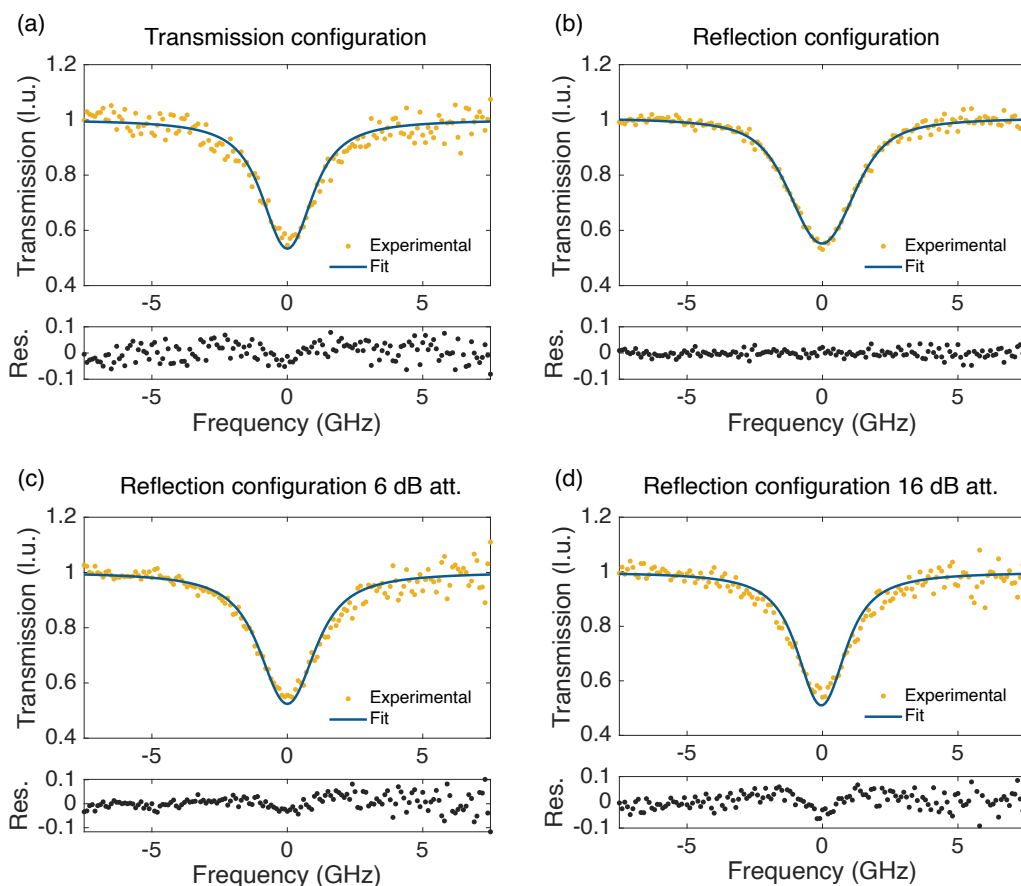 (a)
Transmission configuration
1.2
1
0.8
0.6
0.4
Transmission (l.u.)
Experimental
Fit
-5
0
5
0.1
0
-0.1
Res.
-5
0
5
Frequency (GHz)
(b)
Reflection configuration
1.2
1
0.8
0.6
0.4
Transmission (l.u.)
Experimental
Fit
-5
0
5
0.1
0
-0.1
Res.
-5
0
5
Frequency (GHz)
(c)
Reflection configuration 6 dB att.
1.2
1
0.8
0.6
0.4
Transmission (l.u.)
Experimental
Fit
-5
0
5
0.1
0
-0.1
Res.
-5
0
5
Frequency (GHz)
(d)
Reflection configuration 16 dB att.
1.2
1
0.8
0.6
0.4
Transmission (l.u.)
Experimental
Fit
-5
0
5
0.1
0
-0.1
Res.
-5
0
5
Frequency (GHz)